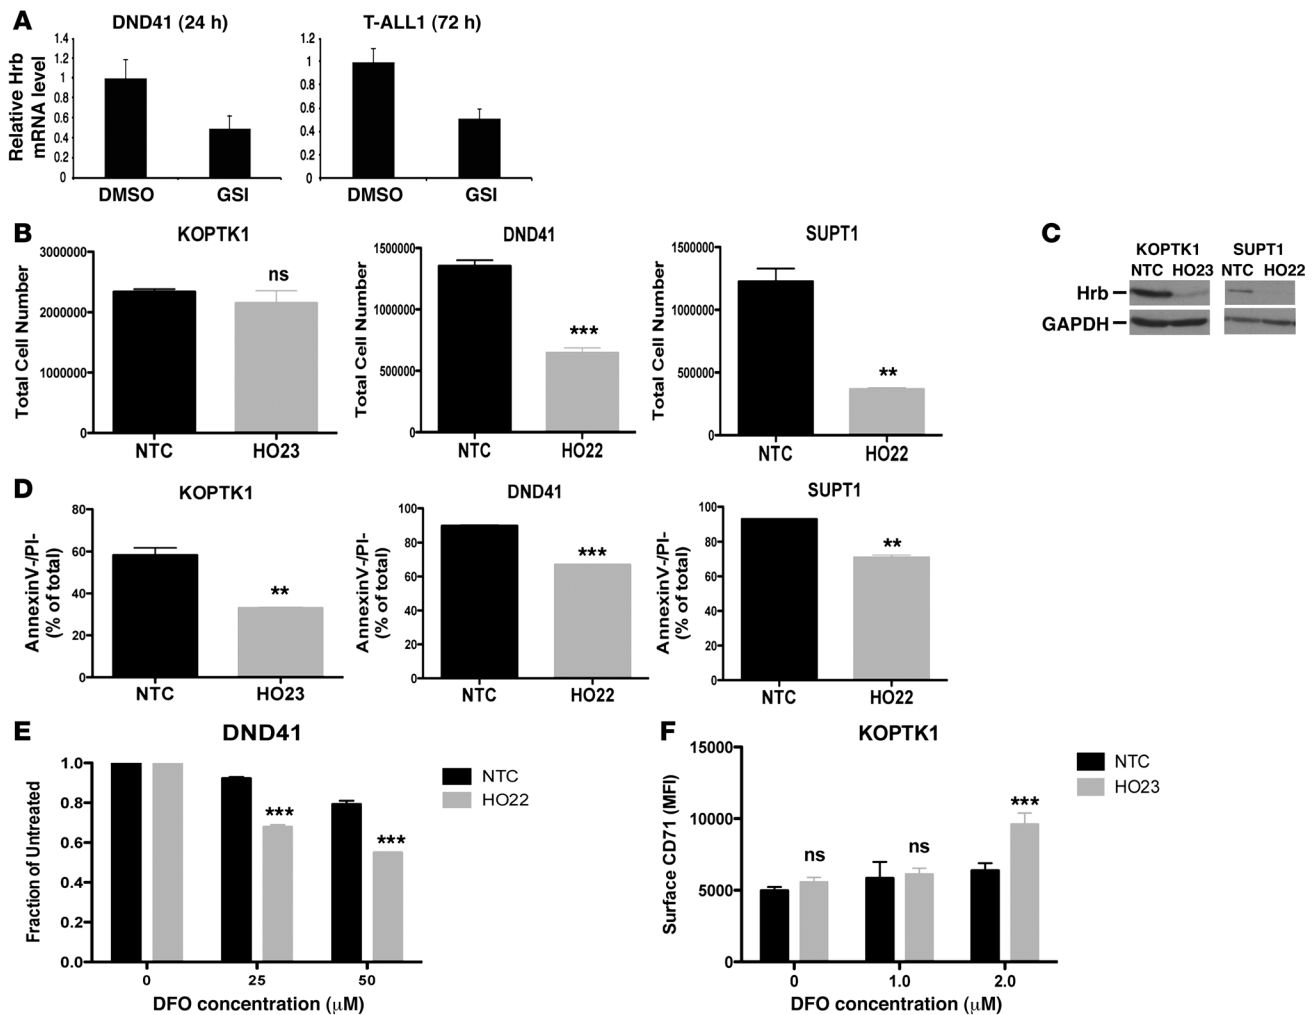 A
DND41 (24 h)
T-ALL1 (72 h)
Relative Hrb
mRNA level
1.4
1.2
1
0.8
0.6
0.4
0.2
0
DMSO
GSI
1.2
1
0.8
0.6
0.4
0.2
0
DMSO
GSI
B
KOPTK1
Total Cell Number
3000000
2000000
1000000
0
ns
NTC
HO23
DND41
Total Cell Number
1500000
1000000
500000
0
***
NTC
HO22
SUPT1
Total Cell Number
1500000
1000000
500000
0
**
NTC
HO22
C
KOPTK1 SUPT1
NTC HO23 NTC HO22
Hrb
GAPDH
D
KOPTK1
AnnexinV-/PI-
(% of total)
80
60
40
20
0
**
NTC
HO23
DND41
AnnexinV-/PI-
(% of total)
100
80
60
40
20
0
***
NTC
HO22
SUPT1
AnnexinV-/PI-
(% of total)
100
80
60
40
20
0
**
NTC
HO22
E
DND41
Fraction of Untreated
1.0
0.8
0.6
0.4
0.2
0.0
***
***
0
25
50
DFO concentration (μM)
NTC
HO22
F
KOPTK1
Surface CD71 (MFI)
15000
10000
5000
0
ns
ns
***
0
1.0
2.0
DFO concentration (μM)
NTC
HO23